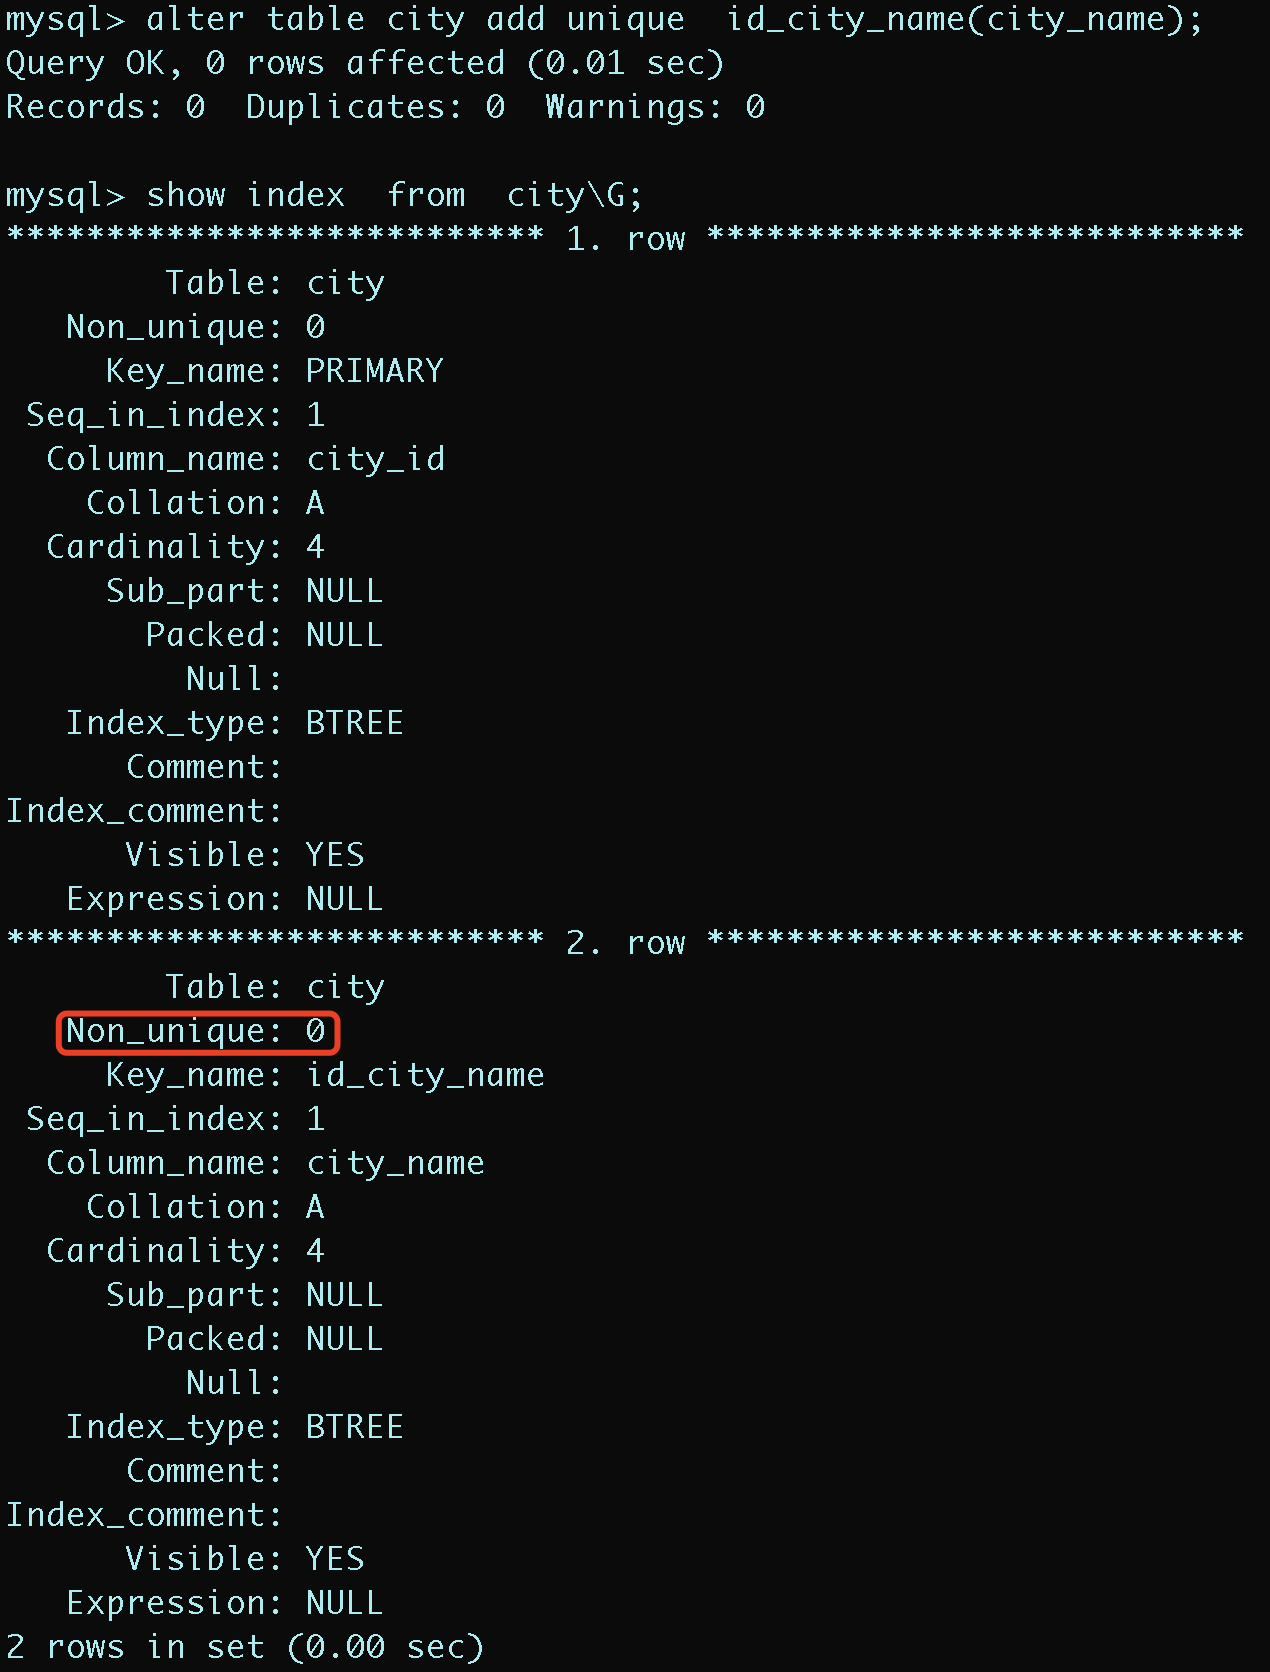 mysql> alter table city add unique  id_city_name(city_name);
Query OK, 0 rows affected (0.01 sec)
Records: 0  Duplicates: 0  Warnings: 0

mysql> show index  from  city\G;
*************************** 1. row ***************************
        Table: city
   Non_unique: 0
     Key_name: PRIMARY
 Seq_in_index: 1
  Column_name: city_id
    Collation: A
  Cardinality: 4
     Sub_part: NULL
       Packed: NULL
         Null:
   Index_type: BTREE
      Comment:
Index_comment:
      Visible: YES
   Expression: NULL
*************************** 2. row ***************************
        Table: city
   Non_unique: 0
     Key_name: id_city_name
 Seq_in_index: 1
  Column_name: city_name
    Collation: A
  Cardinality: 4
     Sub_part: NULL
       Packed: NULL
         Null:
   Index_type: BTREE
      Comment:
Index_comment:
      Visible: YES
   Expression: NULL
2 rows in set (0.00 sec)